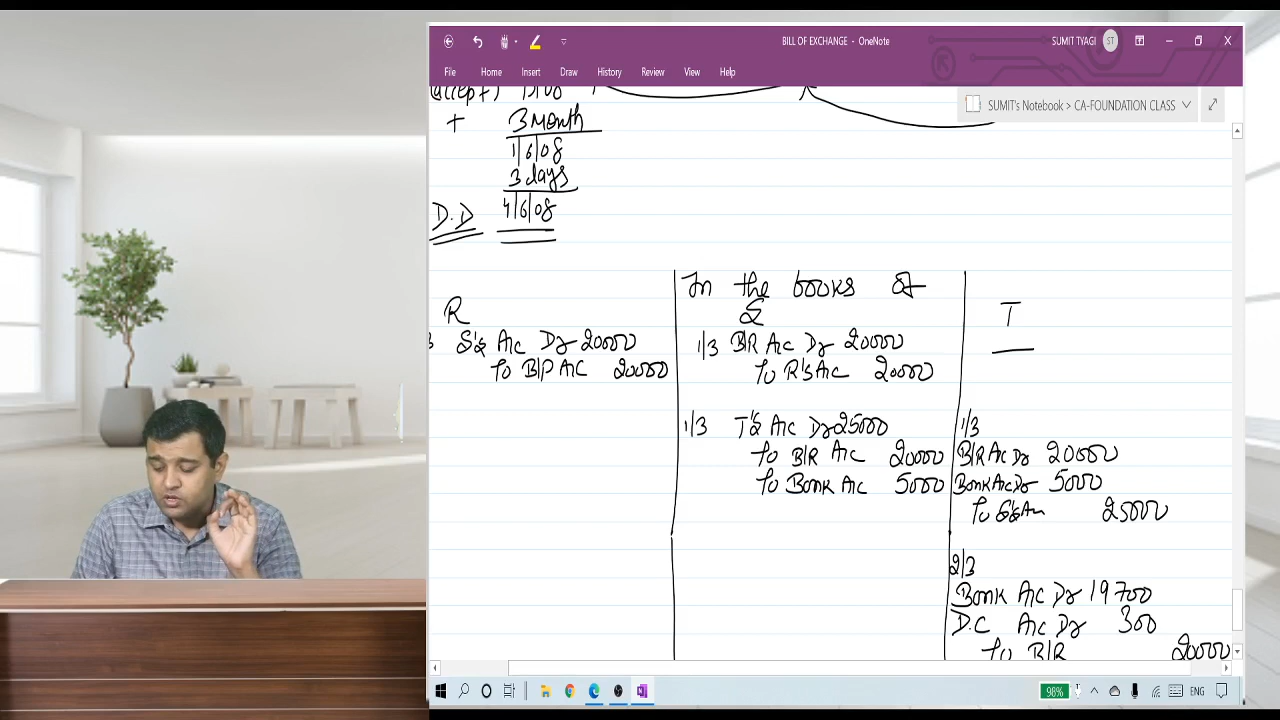 BILL OF EXCHANGE - OneNote
SUMIT TYAGI ST
File Home Insert Draw History Review View Help
SUMIT's Notebook > CA-FOUNDATION CLASS
+ 3 Month
1/6/08
3 days
D.D 4/6/08
In the books of
R
S
T
S's A/c Dr 20000
To B/P A/C 20000
1/3 B/R A/c Dr 20000
To R's A/c 20000
1/3 T's A/c Dr 25000
To B/R A/c 20000
To Bank A/c 5000
1/3
B/R A/c Dr 20000
Bank A/c Dr 5000
To S's A/c 25000
2/3
Bank A/c Dr 19700
D.C A/c Dr 300
To B/R 20000
98% ENG